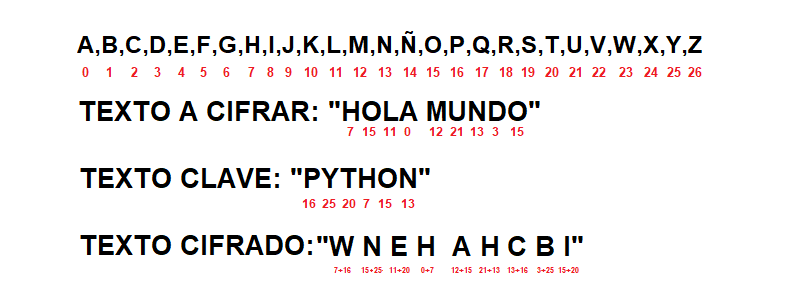 A,B,C,D,E,F,G,H,I,J,K,L,M,N,Ñ,O,P,Q,R,S,T,U,V,W,X,Y,Z
0 1 2 3 4 5 6 7 8 9 10 11 12 13 14 15 16 17 18 19 20 21 22 23 24 25 26
TEXTO A CIFRAR: "HOLA MUNDO"
7 15 11 0 12 21 13 3 15
TEXTO CLAVE: "PYTHON"
16 25 20 7 15 13
TEXTO CIFRADO:"W N E H A H C B I"
7+16 15+25 11+20 0+7 12+15 21+13 13+16 3+25 15+20